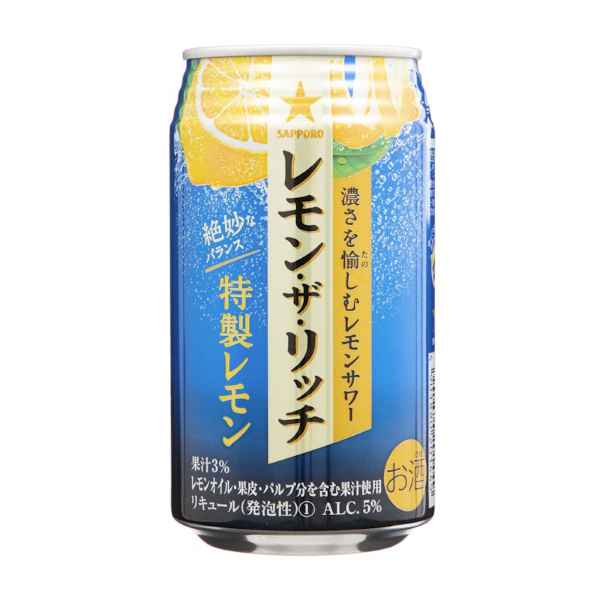 SAPPORO
レモン・ザ・リッチ
濃さを愉しむレモンサワー
たの
絶妙な
バランス
特製レモン
果汁3%
レモンオイル・果皮・パルプ分を含む果汁使用
リキュール(発泡性)① ALC.5%
お酒